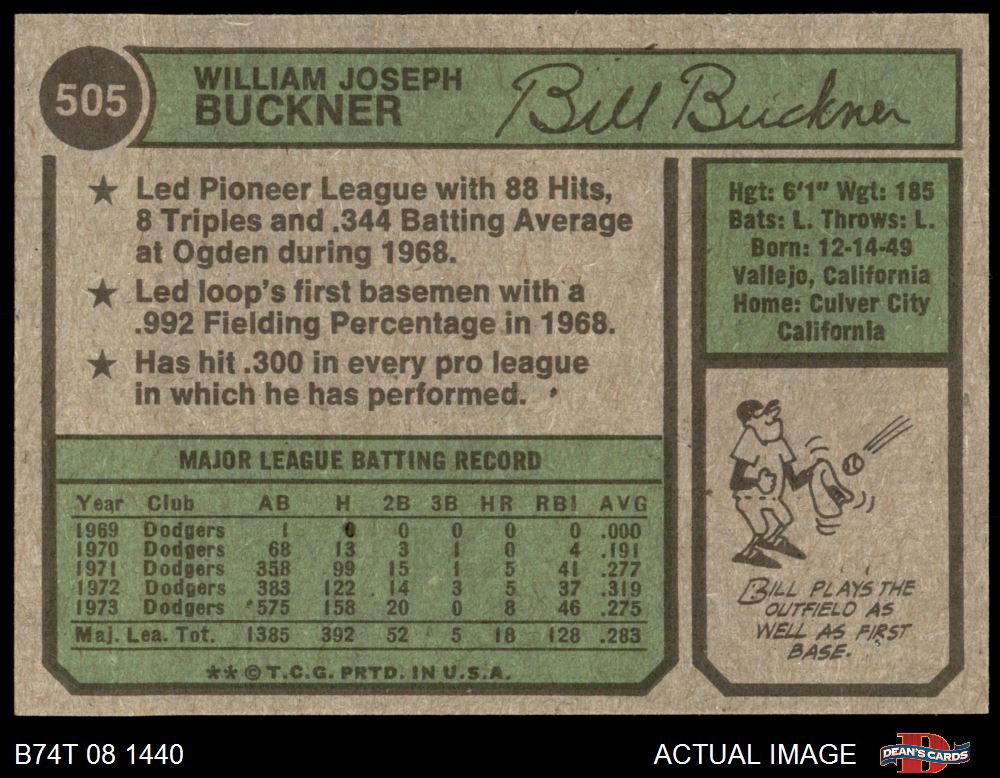 505
WILLIAM JOSEPH
BUCKNER
Bill Buckner
★ Led Pioneer League with 88 Hits,
8 Triples and .344 Batting Average
at Ogden during 1968.
★ Led loop's first basemen with a
.992 Fielding Percentage in 1968.
★ Has hit .300 in every pro league
in which he has performed.
Hgt: 6'1" Wgt: 185
Bats: L. Throws: L.
Born: 12-14-49
Vallejo, California
Home: Culver City
California
MAJOR LEAGUE BATTING RECORD
Year Club AB H 2B 3B HR RBI AVG
1969 Dodgers 1 0 0 0 0 0 .000
1970 Dodgers 68 13 3 1 0 4 .191
1971 Dodgers 358 99 15 1 5 41 .277
1972 Dodgers 383 122 14 3 5 37 .319
1973 Dodgers 575 158 20 0 8 46 .275
Maj. Lea. Tot. 1385 392 52 5 18 128 .283
**© T.C.G. PRTD. IN U.S.A.
BILL PLAYS THE
OUTFIELD AS
WELL AS FIRST
BASE.
B74T 08 1440
ACTUAL IMAGE
DEAN'S CARDS